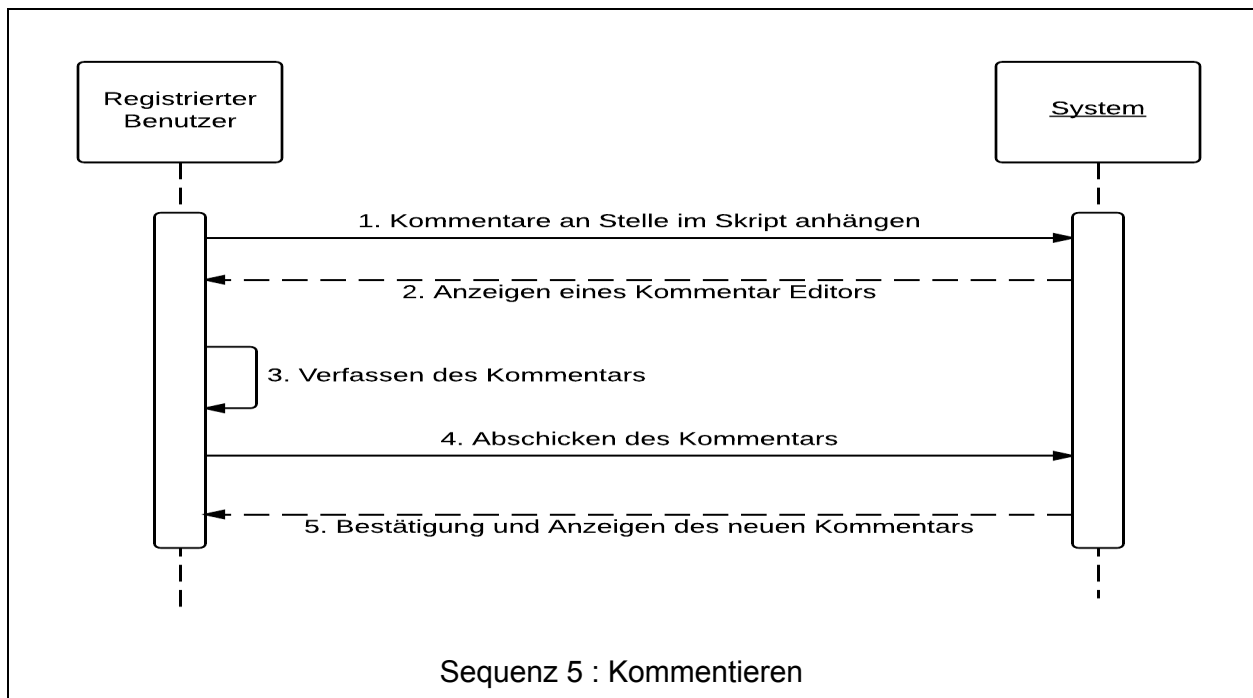 Registrierter
Benutzer
System
1. Kommentare an Stelle im Skript anhängen
2. Anzeigen eines Kommentar Editors
3. Verfassen des Kommentars
4. Abschicken des Kommentars
5. Bestätigung und Anzeigen des neuen Kommentars
Sequenz 5 : Kommentieren